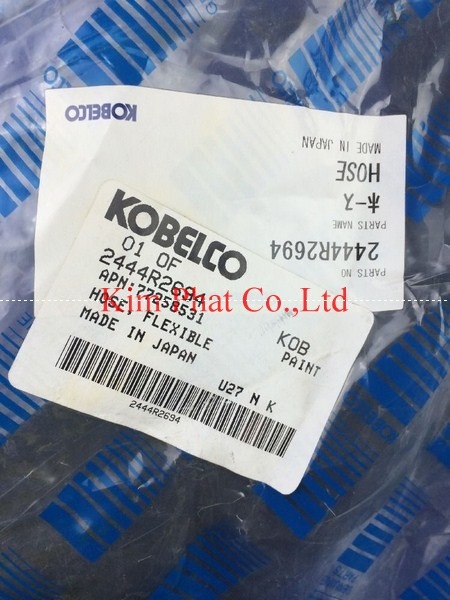 KOBELCO
PARTS NO
2444R2694
PARTS NAME
ホース
HOSE
MADE IN JAPAN
KOBELCO
01 OF
2444R2694
APN:
HOSE, FLEXIBLE
MADE IN JAPAN
KOB
PAINT
U27 N K
2444R2694
Kim Phat Co.,Ltd